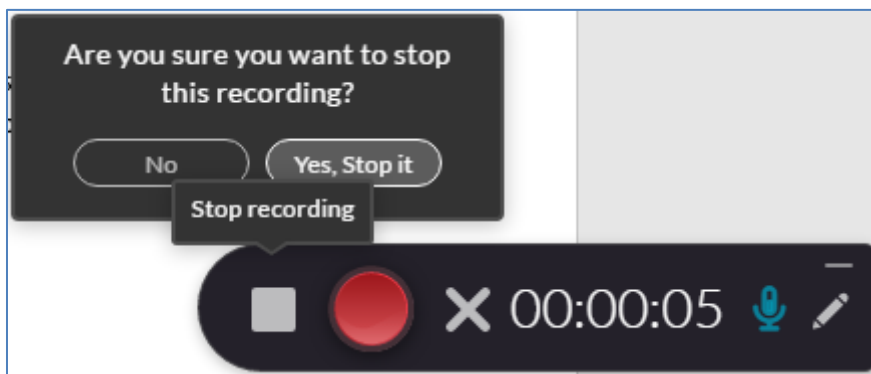 Are you sure you want to stop
this recording?
No
Yes, Stop it
Stop recording
00:00:05